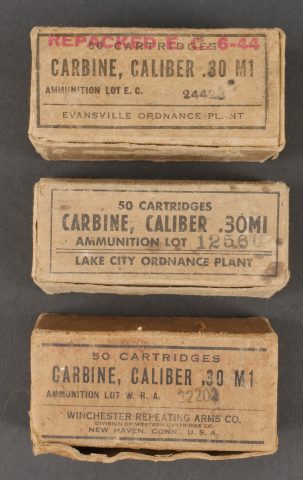 REPACKED E.C. 6-44
50 CARTRIDGES
CARBINE, CALIBER .30 M1
AMMUNITION LOT E. C.
EVANSVILLE ORDNANCE PLANT
50 CARTRIDGES
CARBINE, CALIBER .30M1
AMMUNITION LOT
LAKE CITY ORDNANCE PLANT
50 CARTRIDGES
CARBINE, CALIBER .30 M1
AMMUNITION LOT W. R. A. 22204
WINCHESTER REPEATING ARMS CO.
DIVISION OF WESTERN CARTRIDGE CO.
NEW HAVEN, CONN., U. S. A.